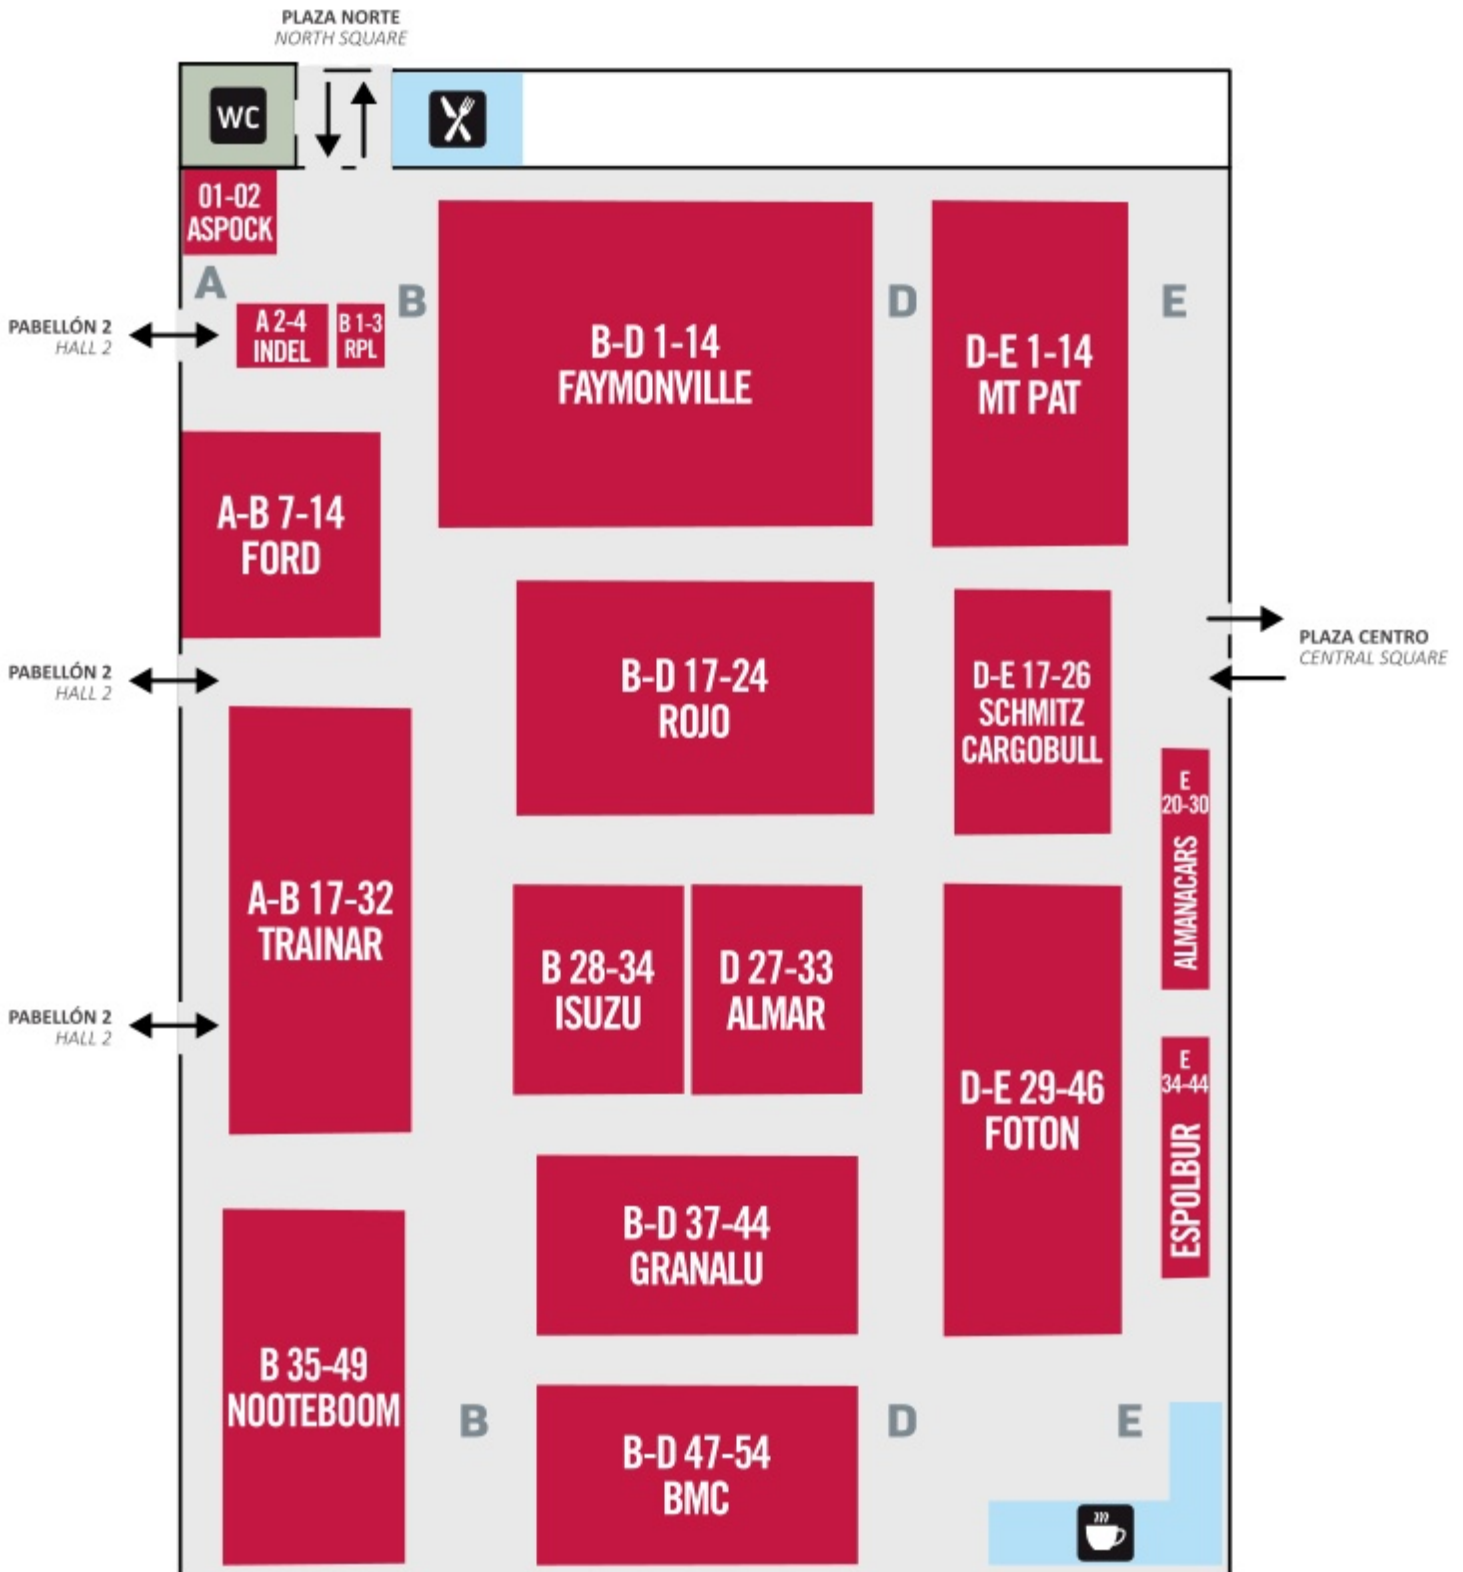 PLAZA NORTE
NORTH SQUARE
WC
01-02
ASPOCK
A
B
D
E
PABELLÓN 2
HALL 2
A 2-4
INDEL
B 1-3
RPL
B-D 1-14
FAYMONVILLE
D-E 1-14
MT PAT
A-B 7-14
FORD
PABELLÓN 2
HALL 2
B-D 17-24
ROJO
D-E 17-26
SCHMITZ
CARGOBULL
PLAZA CENTRO
CENTRAL SQUARE
A-B 17-32
TRAINAR
E
20-30
ALMANACARS
B 28-34
ISUZU
D 27-33
ALMAR
PABELLÓN 2
HALL 2
D-E 29-46
FOTON
E
34-44
ESPOLBUR
B-D 37-44
GRANALU
B 35-49
NOOTEBOOM
B
D
E
B-D 47-54
BMC